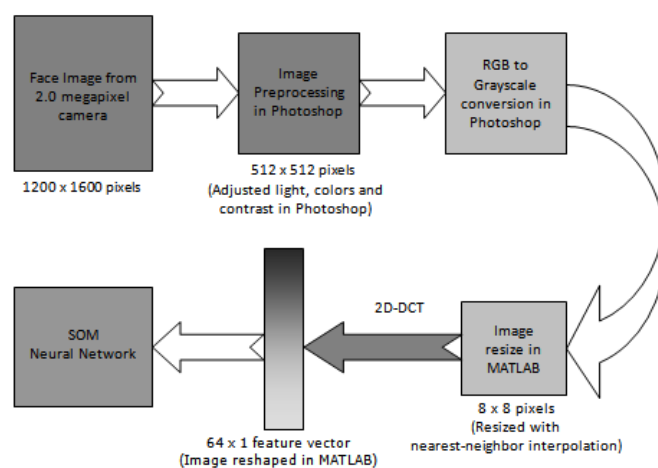 Face Image from
2.0 megapixel
camera
1200 x 1600 pixels
Image
Preprocessing
in Photoshop
512 x 512 pixels
(Adjusted light, colors and
contrast in Photoshop)
RGB to
Grayscale
conversion in
Photoshop
Image
resize in
MATLAB
8 x 8 pixels
(Resized with
nearest-neighbor interpolation)
2D-DCT
64 x 1 feature vector
(Image reshaped in MATLAB)
SOM
Neural Network